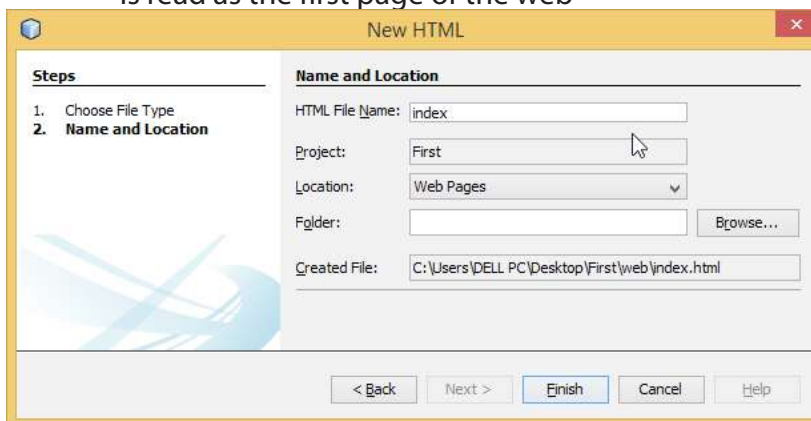 is read as the first page of the web
New HTML
Steps
1. Choose File Type
2. Name and Location
Name and Location
HTML File Name: index
Project: First
Location: Web Pages
Folder: Browse...
Created File: C:\Users\DELL PC\Desktop\First\web\index.html
< Back Next > Finish Cancel Help